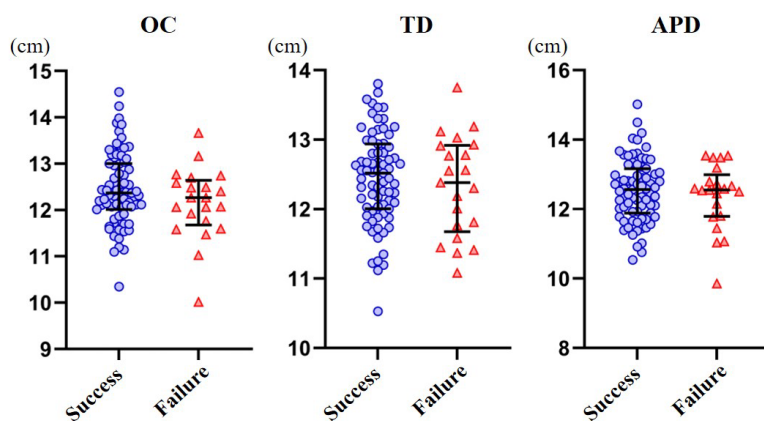 OC
(cm)
15
14
13
12
11
10
9
Success
Failure
TD
(cm)
14
13
12
11
10
Success
Failure
APD
(cm)
16
14
12
10
8
Success
Failure